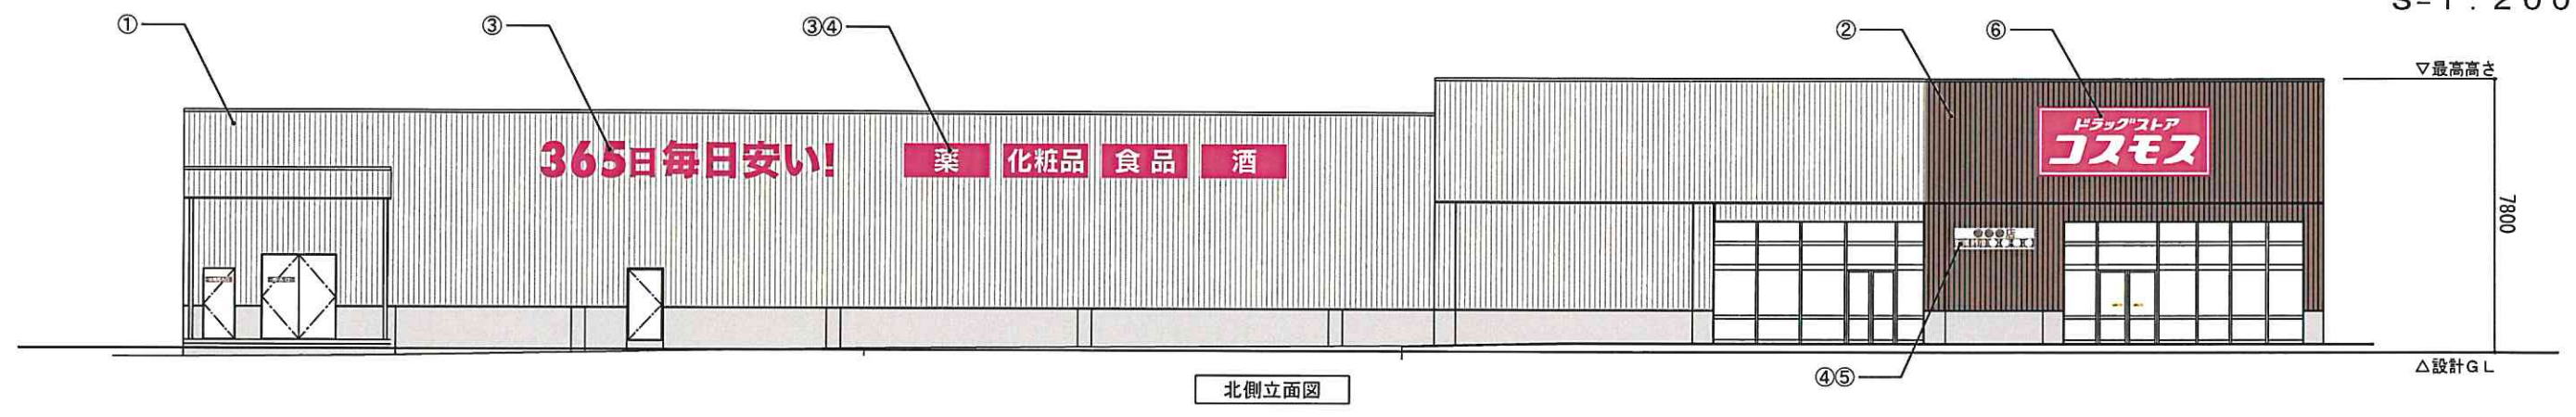 S=1:200
①
③
③④
②
⑥
▽最高高さ
365日毎日安い!
薬
化粧品
食品
酒
ドラッグストア
コスモス
7800
●●●店
④⑤
△設計GL
北側立面図